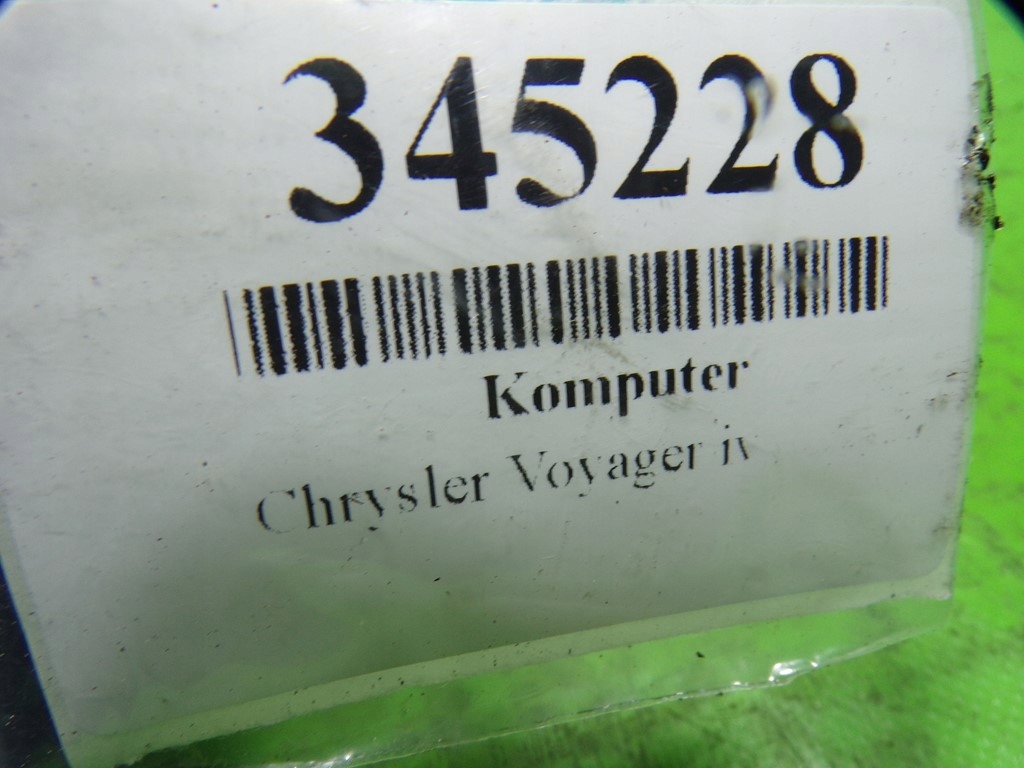 345228
Komputer
Chrysler Voyager iv